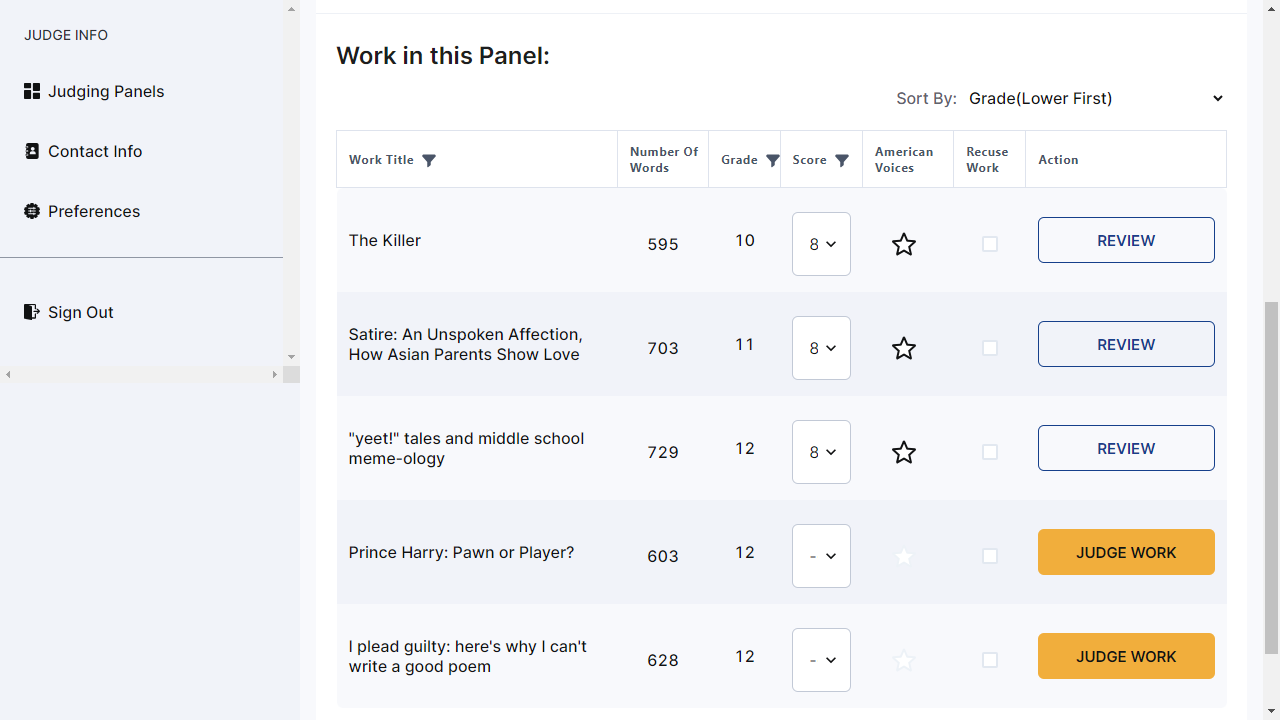 JUDGE INFO
Judging Panels
Contact Info
Preferences
Sign Out
Work in this Panel:
Sort By: Grade(Lower First)
Work Title
Number Of
Words
Grade
Score
American
Voices
Recuse
Work
Action
The Killer
595
10
8
REVIEW
Satire: An Unspoken Affection,
How Asian Parents Show Love
703
11
8
REVIEW
"yeet!" tales and middle school
meme-ology
729
12
8
REVIEW
Prince Harry: Pawn or Player?
603
12
-
JUDGE WORK
I plead guilty: here's why I can't
write a good poem
628
12
-
JUDGE WORK